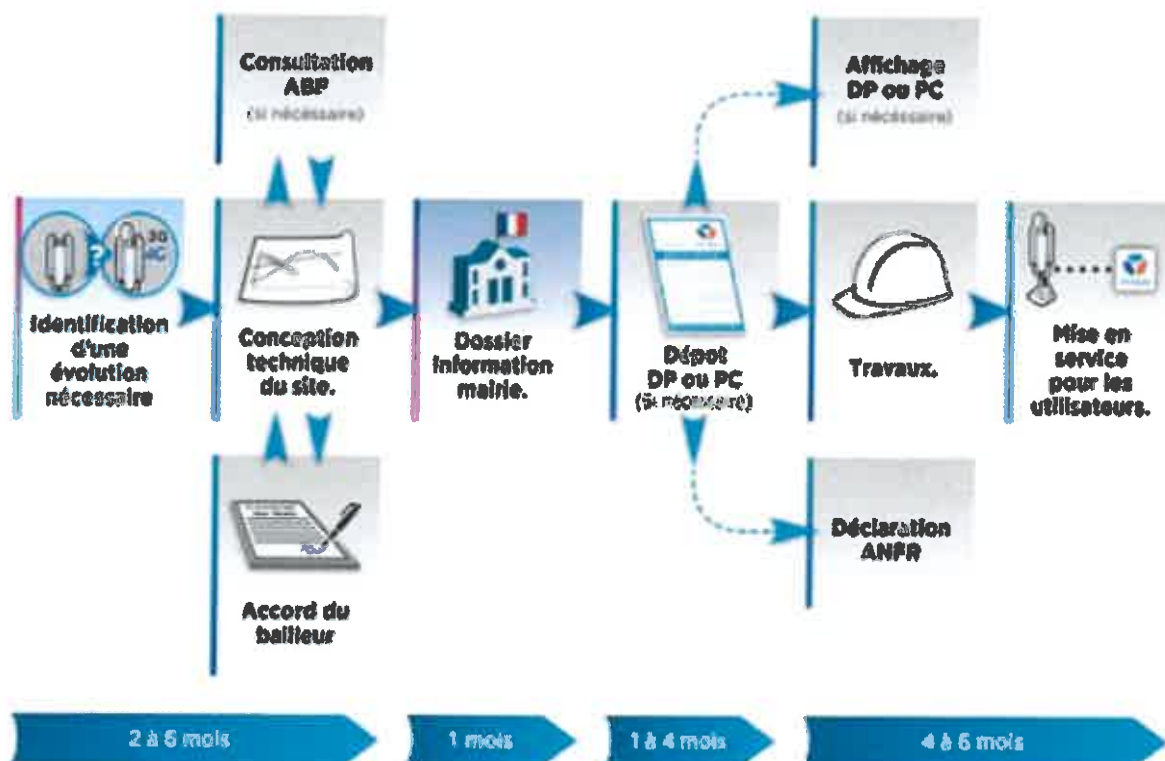 Consultation
ABF
(si nécessaire)
Affichage
DP ou PC
(si nécessaire)
?
3G
Identification
d'une
évolution
nécessaire
Conception
technique
du site.
Dossier
information
mairie.
Dépot
DP ou PC
(Si nécessaire)
Travaux.
Mise en
service
pour les
utilisateurs.
Accord du
bailleur
Déclaration
ANFR
2 à 6 mois
1 mois
1 à 4 mois
4 à 6 mois